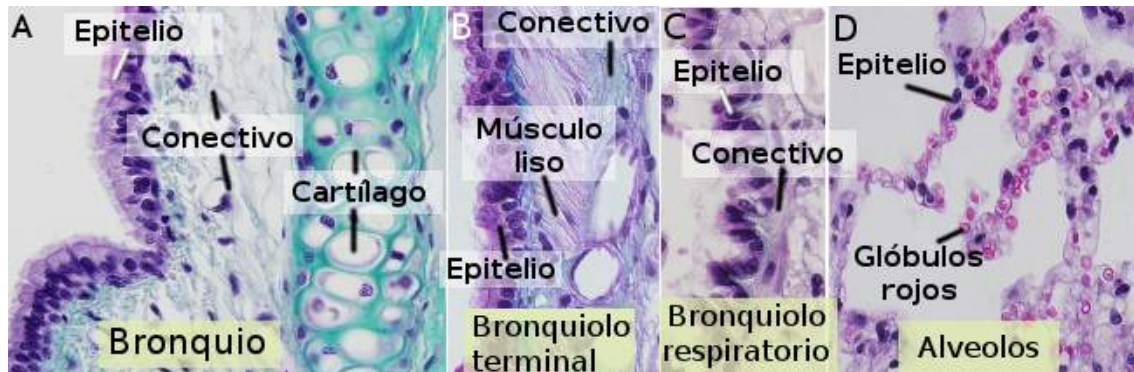 A
Epitelio
Conectivo
Cartílago
Bronquio
B
Conectivo
Músculo
liso
Epitelio
Bronquiolo
terminal
C
Epitelio
Conectivo
Bronquiolo
respiratorio
D
Epitelio
Glóbulos
rojos
Alveolos